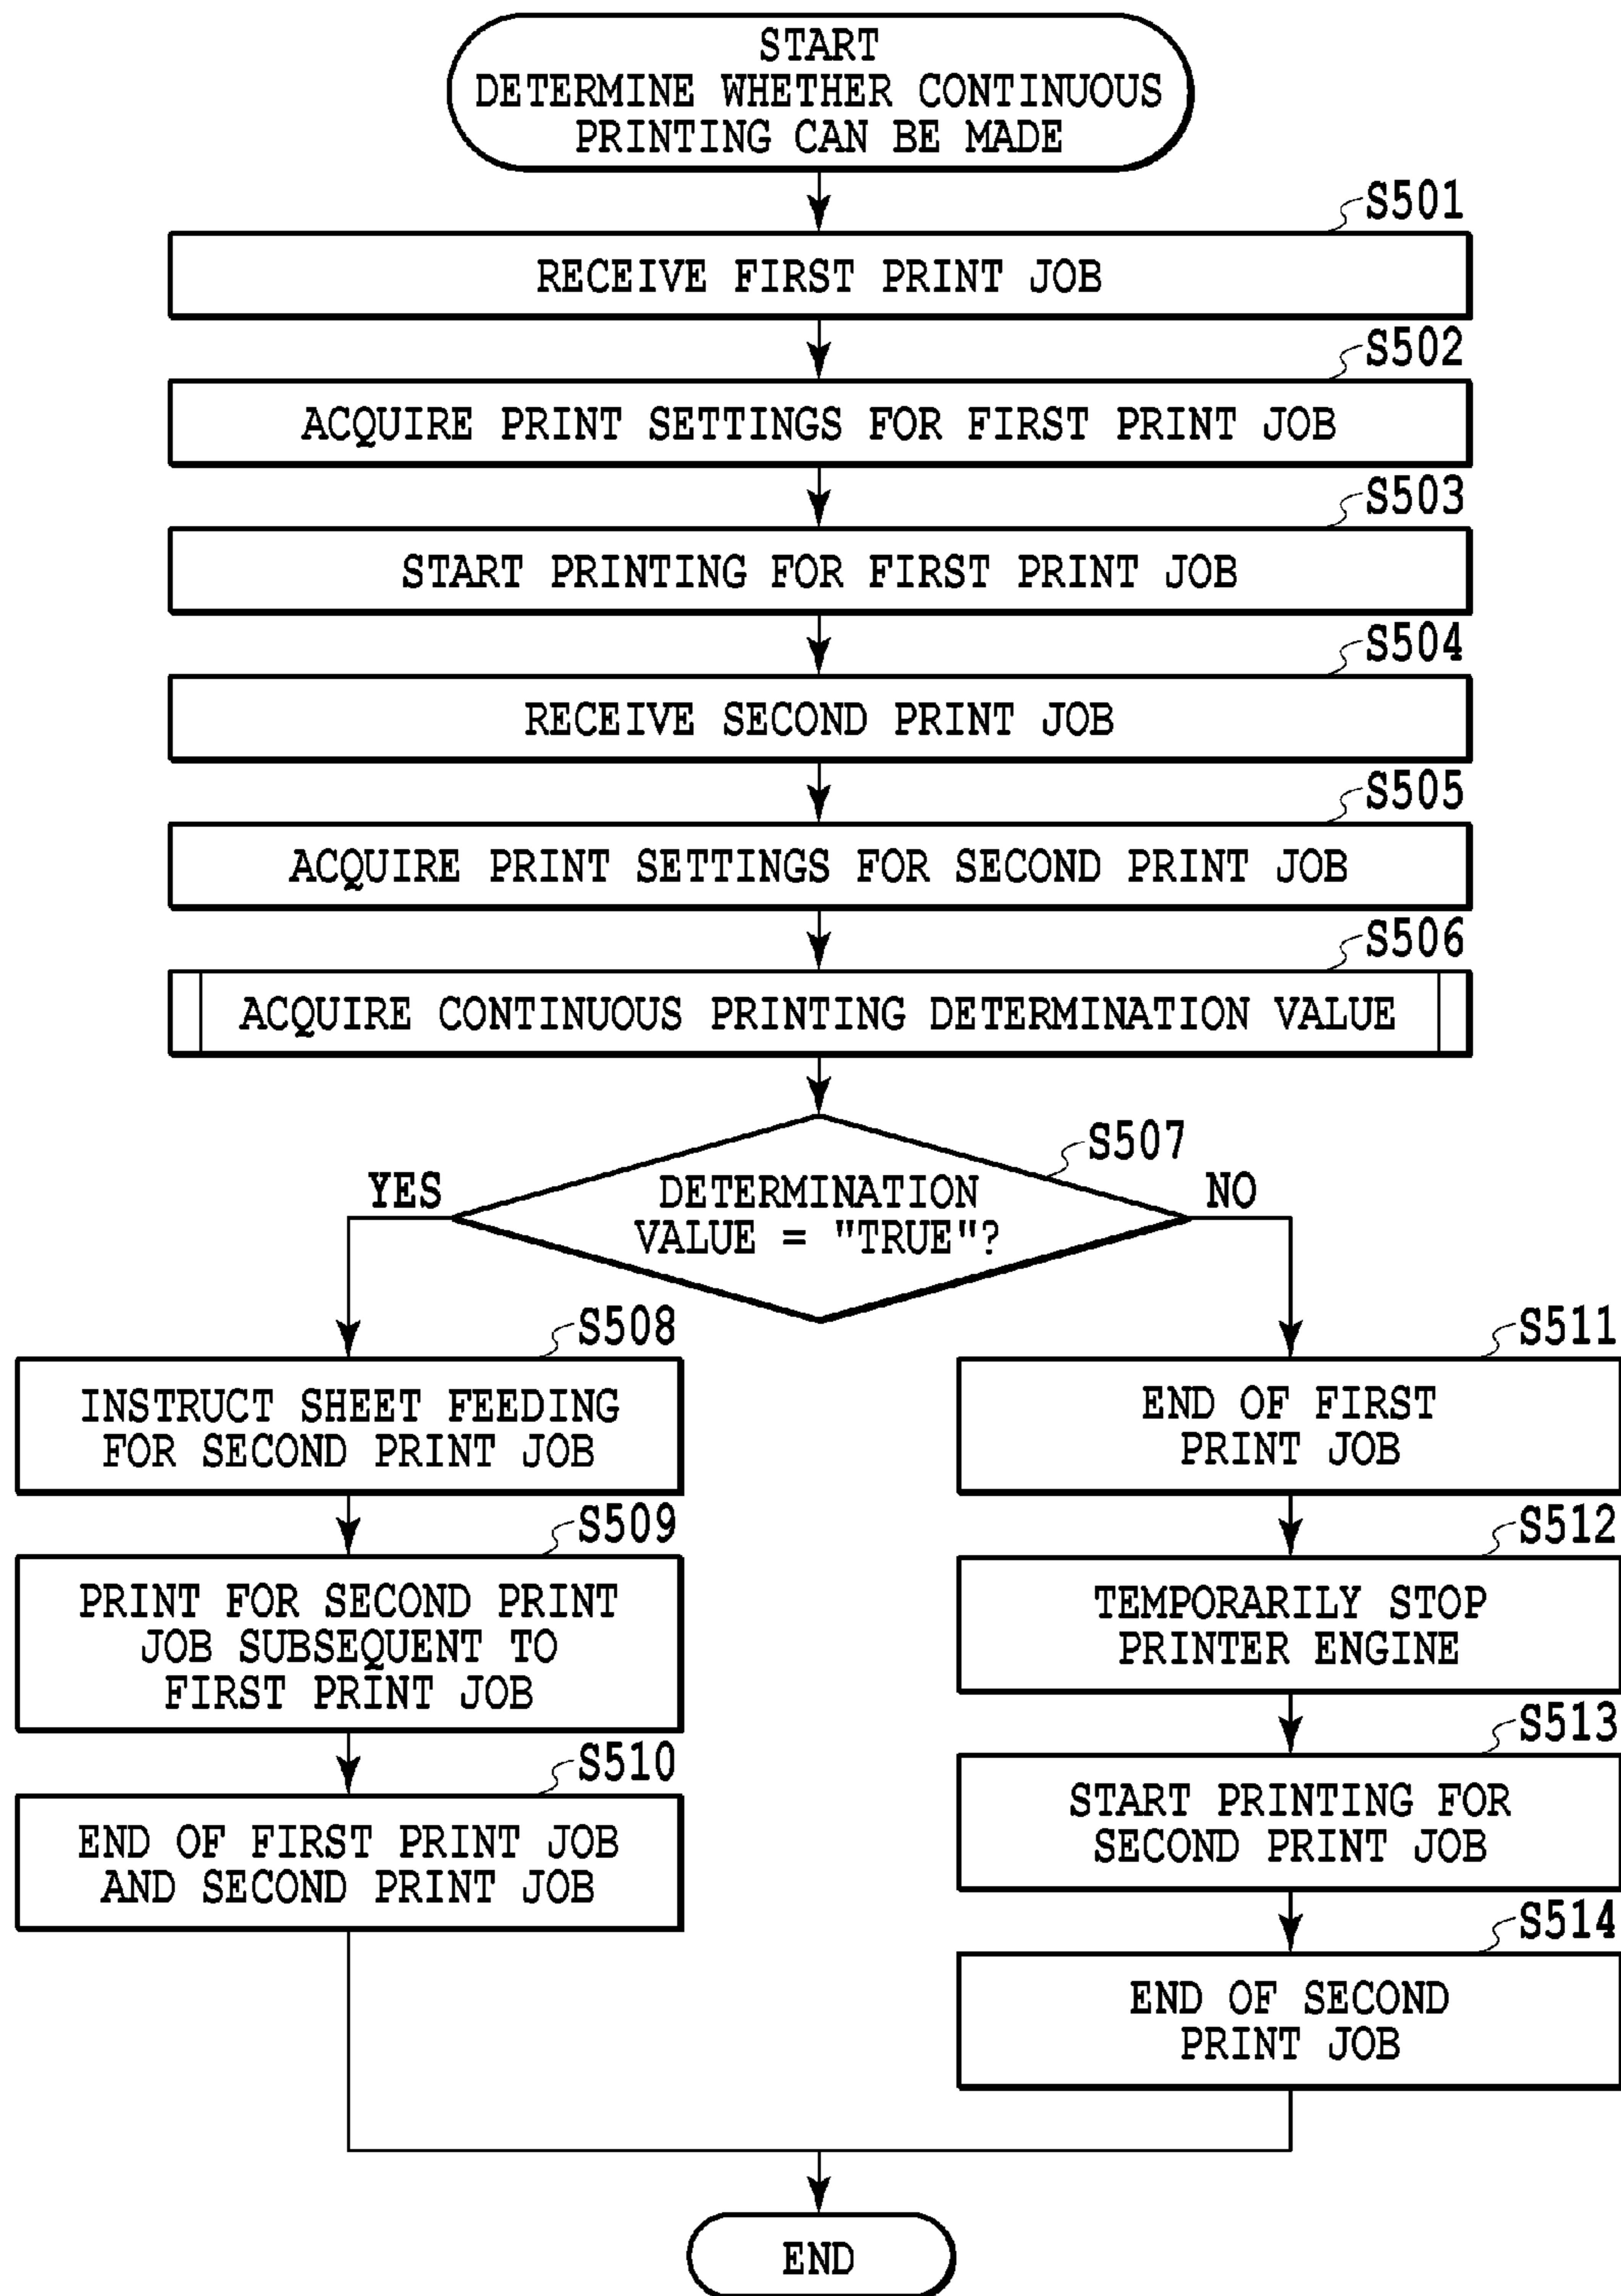 START
DETERMINE WHETHER CONTINUOUS
PRINTING CAN BE MADE
S501
RECEIVE FIRST PRINT JOB
S502
ACQUIRE PRINT SETTINGS FOR FIRST PRINT JOB
S503
START PRINTING FOR FIRST PRINT JOB
S504
RECEIVE SECOND PRINT JOB
S505
ACQUIRE PRINT SETTINGS FOR SECOND PRINT JOB
S506
ACQUIRE CONTINUOUS PRINTING DETERMINATION VALUE
S507
DETERMINATION
VALUE = "TRUE"?
YES
NO
S508
INSTRUCT SHEET FEEDING
FOR SECOND PRINT JOB
S509
PRINT FOR SECOND PRINT
JOB SUBSEQUENT TO
FIRST PRINT JOB
S510
END OF FIRST PRINT JOB
AND SECOND PRINT JOB
S511
END OF FIRST
PRINT JOB
S512
TEMPORARILY STOP
PRINTER ENGINE
S513
START PRINTING FOR
SECOND PRINT JOB
S514
END OF SECOND
PRINT JOB
END